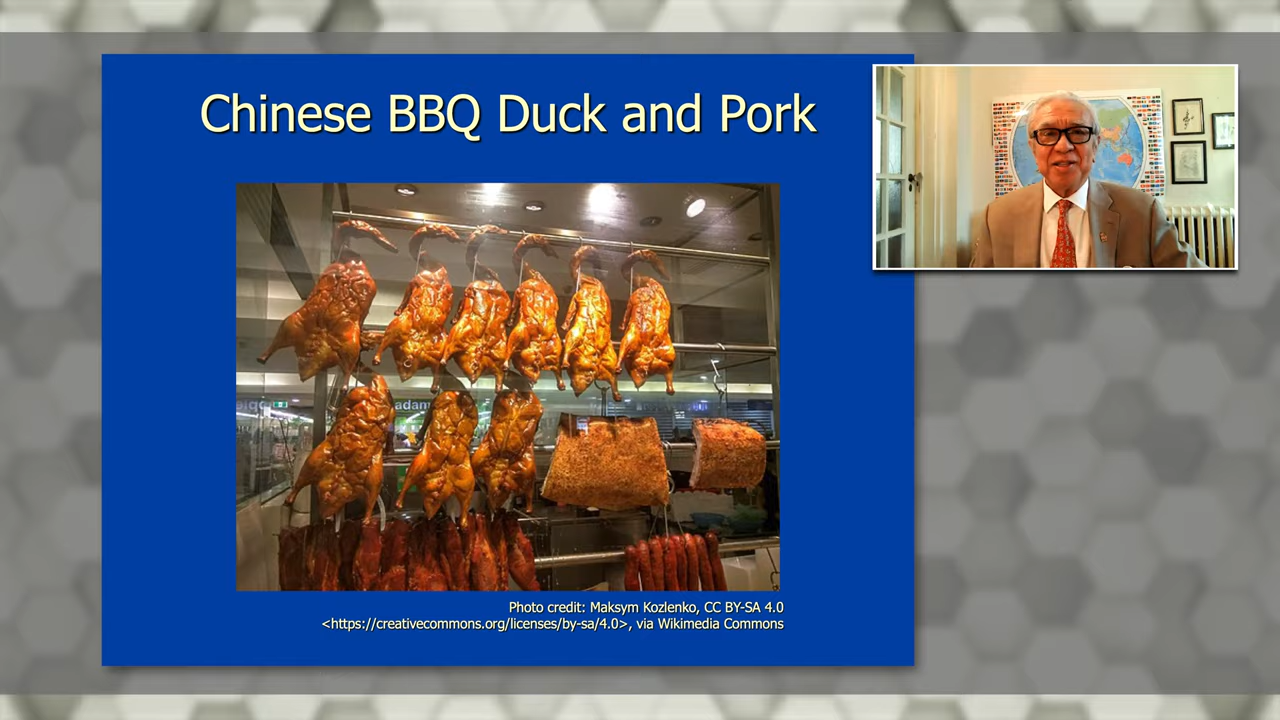 Chinese BBQ Duck and Pork
adam
Photo credit: Maksym Kozlenko, CC BY-SA 4.0
<https://creativecommons.org/licenses/by-sa/4.0>, via Wikimedia Commons